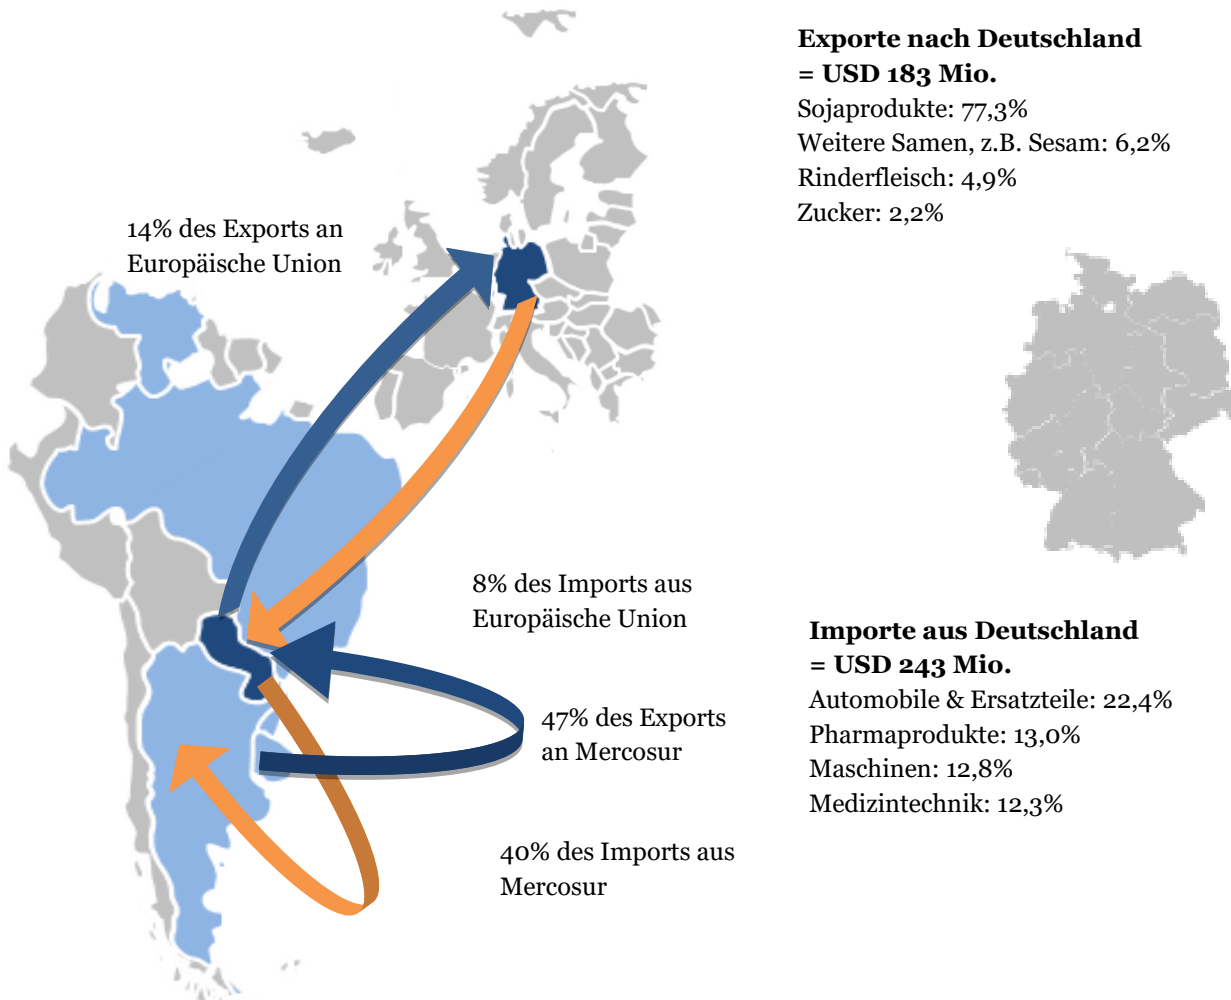 Exporte nach Deutschland
= USD 183 Mio.
Sojaprodukte: 77,3%
Weitere Samen, z.B. Sesam: 6,2%
Rinderfleisch: 4,9%
Zucker: 2,2%
14% des Exports an
Europäische Union
8% des Imports aus
Europäische Union
47% des Exports
an Mercosur
40% des Imports aus
Mercosur
Importe aus Deutschland
= USD 243 Mio.
Automobile & Ersatzteile: 22,4%
Pharmaprodukte: 13,0%
Maschinen: 12,8%
Medizintechnik: 12,3%